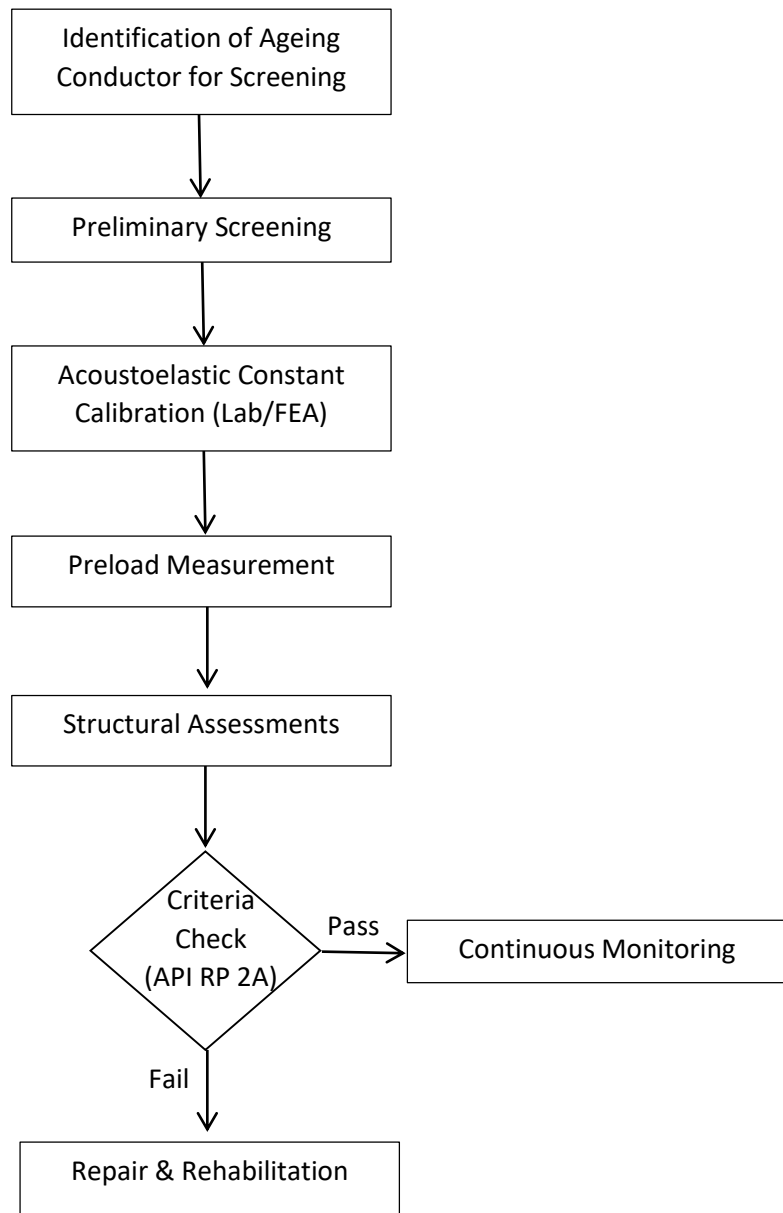 Identification of Ageing
Conductor for Screening
Preliminary Screening
Acoustoelastic Constant
Calibration (Lab/FEA)
Preload Measurement
Structural Assessments
Criteria
Check
(API RP 2A)
Pass
Continuous Monitoring
Fail
Repair & Rehabilitation